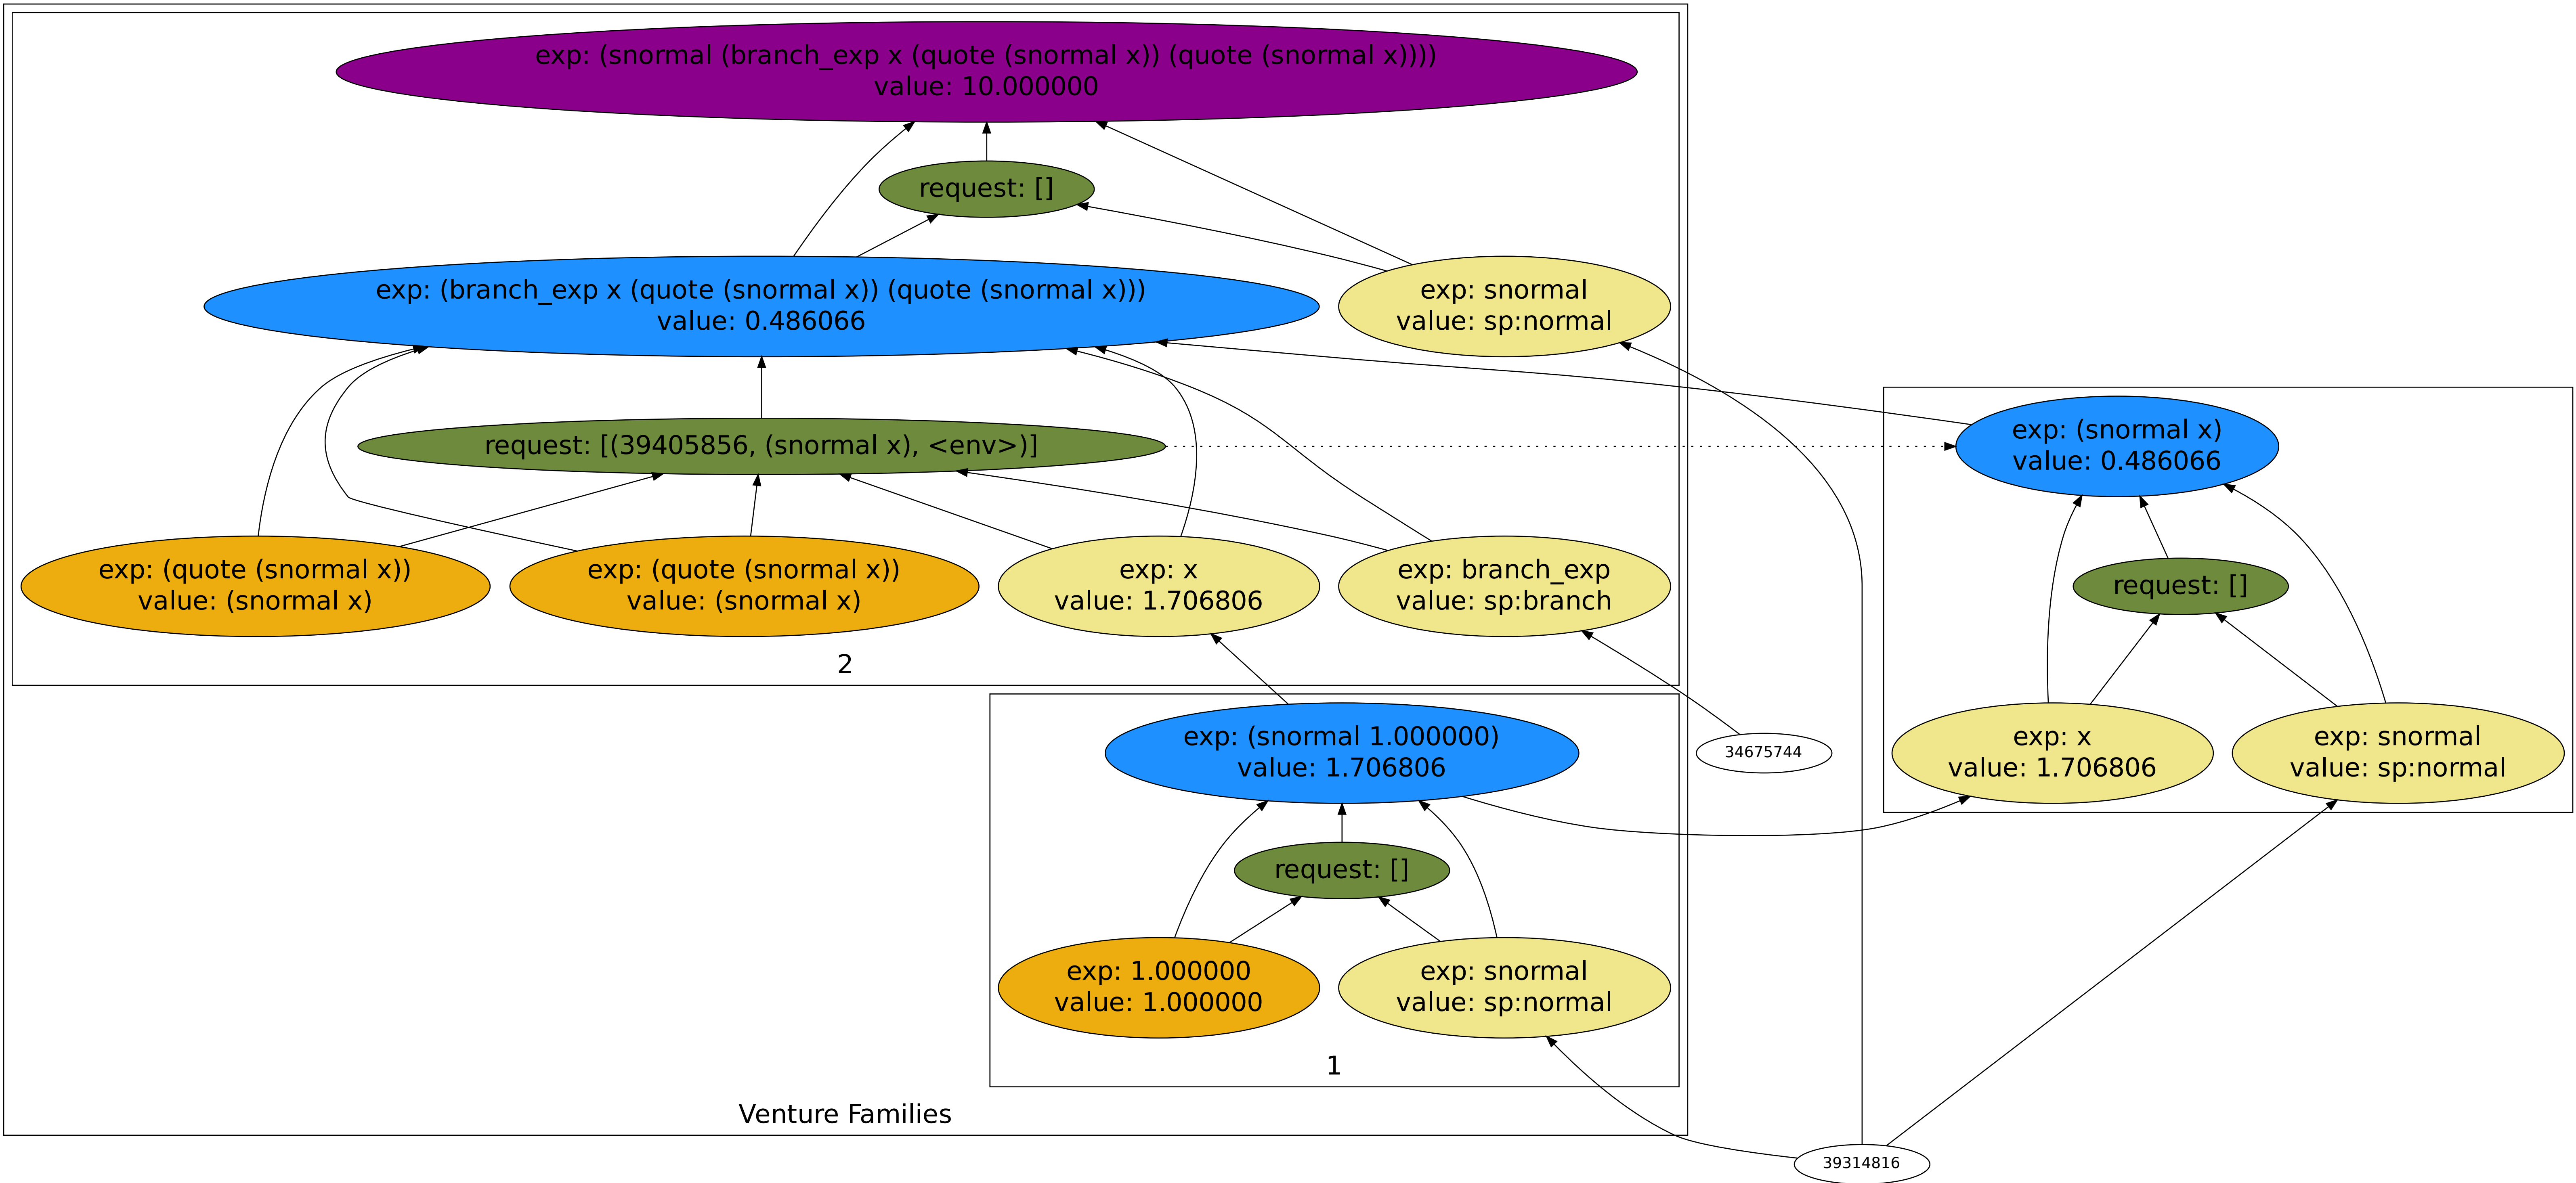 exp: (snormal (branch_exp x (quote (snormal x)) (quote (snormal x))))
value: 10.000000
request: []
exp: (branch_exp x (quote (snormal x)) (quote (snormal x)))
value: 0.486066
exp: snormal
value: sp:normal
request: [(39405856, (snormal x), <env>)]
exp: (snormal x)
value: 0.486066
exp: (quote (snormal x))
value: (snormal x)
exp: (quote (snormal x))
value: (snormal x)
exp: x
value: 1.706806
exp: branch_exp
value: sp:branch
request: []
2
exp: (snormal 1.000000)
value: 1.706806
34675744
exp: x
value: 1.706806
exp: snormal
value: sp:normal
request: []
exp: 1.000000
value: 1.000000
exp: snormal
value: sp:normal
1
Venture Families
39314816